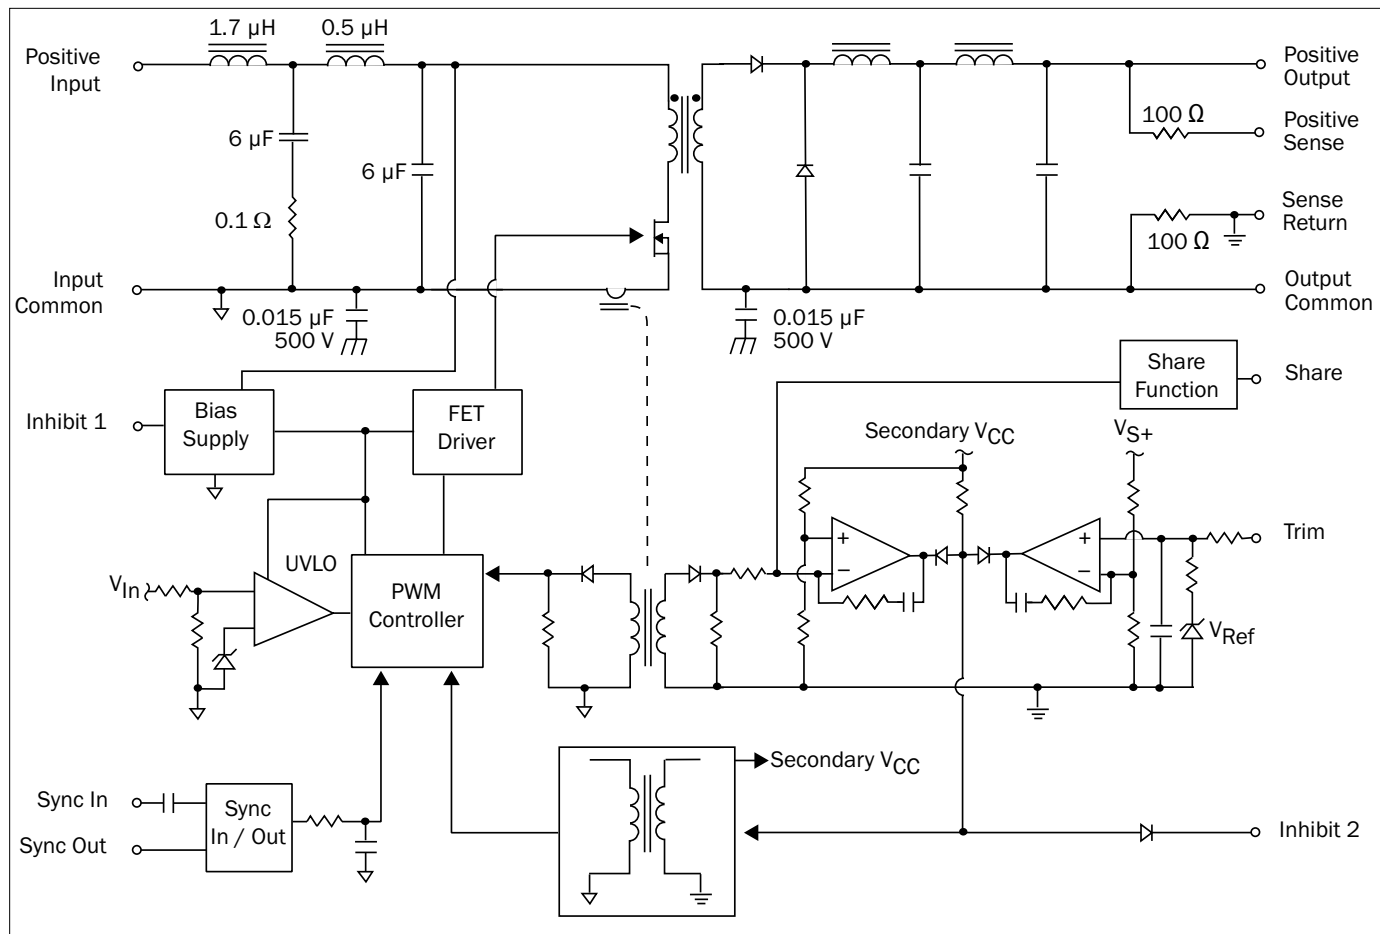 1.7 µH
0.5 µH
Positive
Input
6 µF
6 µF
0.1 Ω
Input
Common
0.015 µF
500 V
Positive
Output
100 Ω
Positive
Sense
Sense
Return
100 Ω
Output
Common
0.015 µF
500 V
Share
Function
Share
Inhibit 1
Bias
Supply
FET
Driver
Secondary VCC
VS+
Trim
UVLO
VIn
PWM
Controller
+
−
+
−
VRef
Secondary VCC
Sync In
Sync Out
Sync
In / Out
Inhibit 2